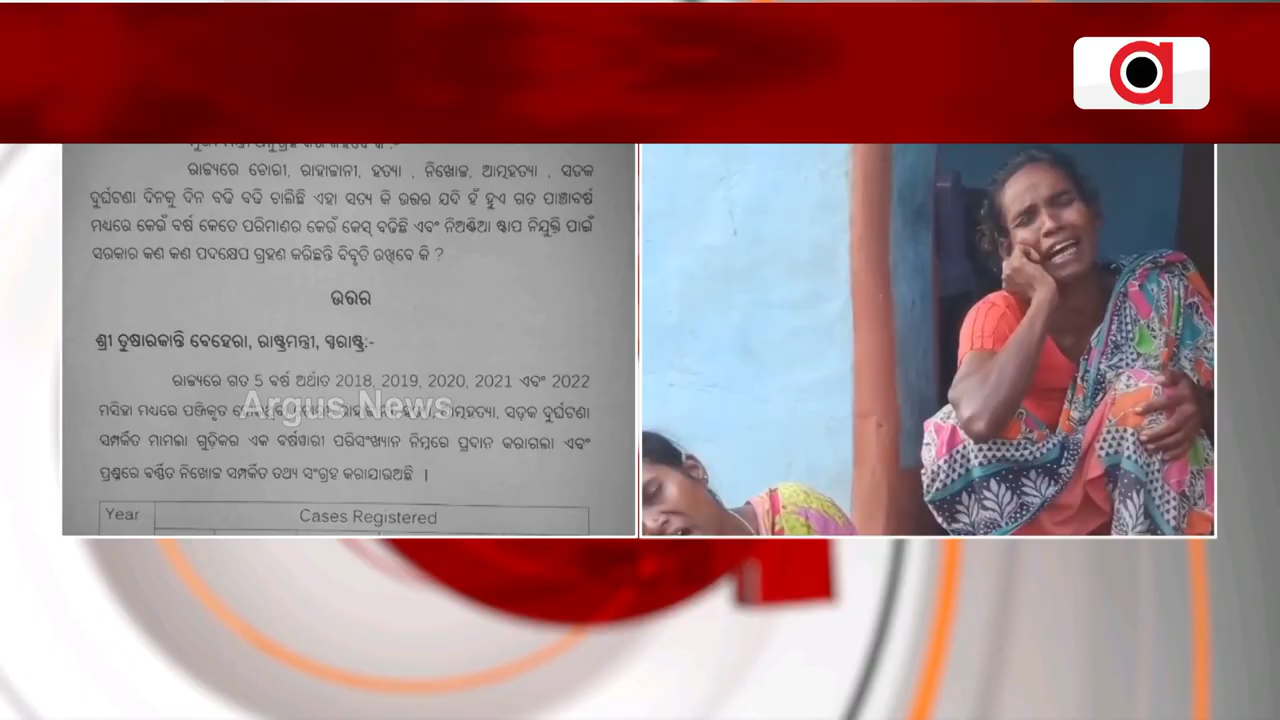 ରାଜ୍ୟରେ ଚୋରୀ, ରାହାଜାନୀ, ହତ୍ୟା , ନିଖୋଜ, ଆତ୍ମହତ୍ୟା , ସଡକ
ଦୁର୍ଘଟଣା ଦିନକୁ ଦିନ ବଢି ବଢି ଚାଲିଛି ଏହା ସତ୍ୟ କି ଉତ୍ତର ଯଦି ହଁ ହୁଏ ଗତ ପାଞ୍ଚବର୍ଷ
ମଧ୍ୟରେ କେଉଁ ବର୍ଷ କେତେ ପରିମାଣର କେଉଁ କେସ୍ ବଢିଛି ଏବଂ ନିଅଣ୍ଟିଆ ଷ୍ଟାପ ନିଯୁକ୍ତି ପାଇଁ
ସରକାର କଣ କଣ ପଦକ୍ଷେପ ଗ୍ରହଣ କରିଛନ୍ତି ବିବୃତି ରଖିବେ କି ?
ଉତ୍ତର
ଶ୍ରୀ ତୁଷାରକାନ୍ତି ବେହେରା, ରାଷ୍ଟ୍ରମନ୍ତ୍ରୀ, ସ୍ୱରାଷ୍ଟ୍ର:-
ରାଜ୍ୟରେ ଗତ 5 ବର୍ଷ ଅର୍ଥାତ 2018, 2019, 2020, 2021 ଏବଂ 2022
ମସିହା ମଧ୍ୟରେ ପଞ୍ଜିକୃତ ଆତ୍ମହତ୍ୟା, ସଡ଼କ ଦୁର୍ଘଟଣା
Argus News
ସମ୍ପର୍କିତ ମାମଲା ଗୁଡ଼ିକର ଏକ ବର୍ଷୱାରୀ ପରିସଂଖ୍ୟାନ ନିମ୍ନରେ ପ୍ରଦାନ କରାଗଲା ଏବଂ
ପ୍ରଶ୍ନରେ ବର୍ଣ୍ଣିତ ନିଖୋଜ ସମ୍ପର୍କିତ ତଥ୍ୟ ସଂଗ୍ରହ କରାଯାଉଅଛି ।
Year Cases Registered